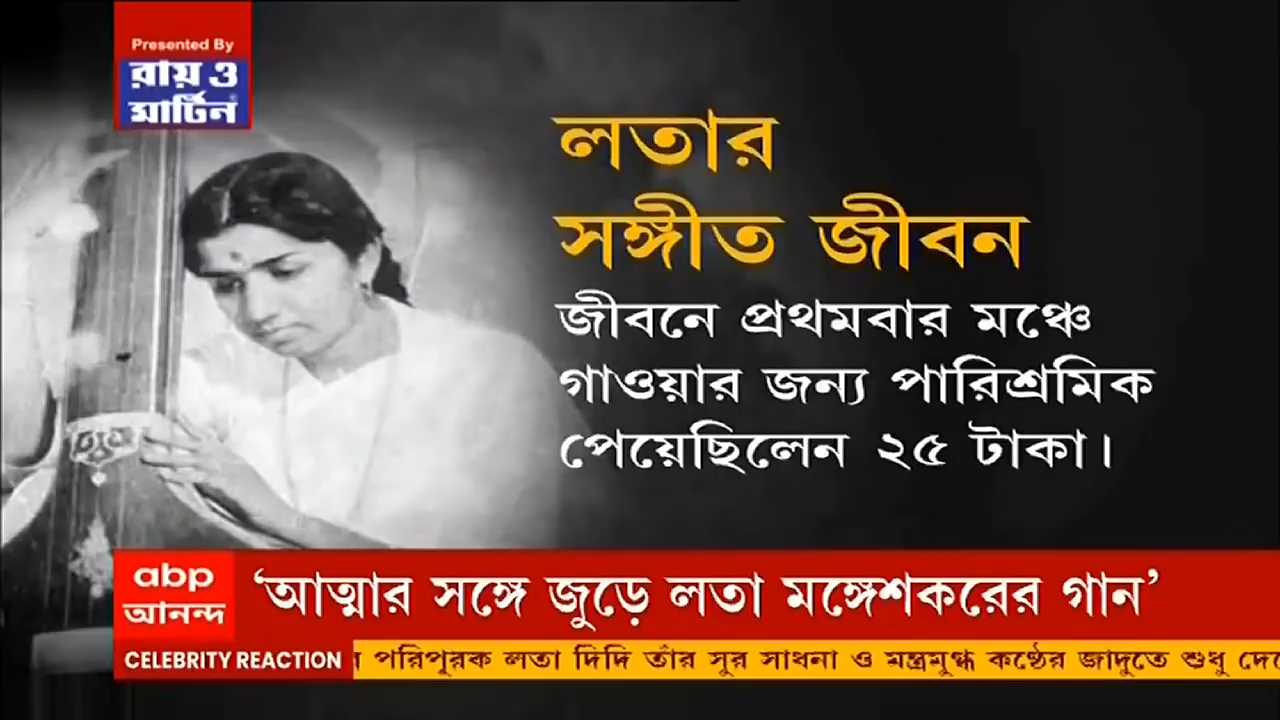 Presented By
রায় ও
মার্টিন
লতার
সঙ্গীত জীবন
জীবনে প্রথমবার মঞ্চে
গাওয়ার জন্য পারিশ্রমিক
পেয়েছিলেন ২৫ টাকা।
abp
আনন্দ
‘আত্মার সঙ্গে জুড়ে লতা মঙ্গেশকরের গান’
CELEBRITY REACTION
পরিপূরক লতা দিদি তাঁর সুর সাধনা ও মন্ত্রমুগ্ধ কণ্ঠের জাদুতে শুধু